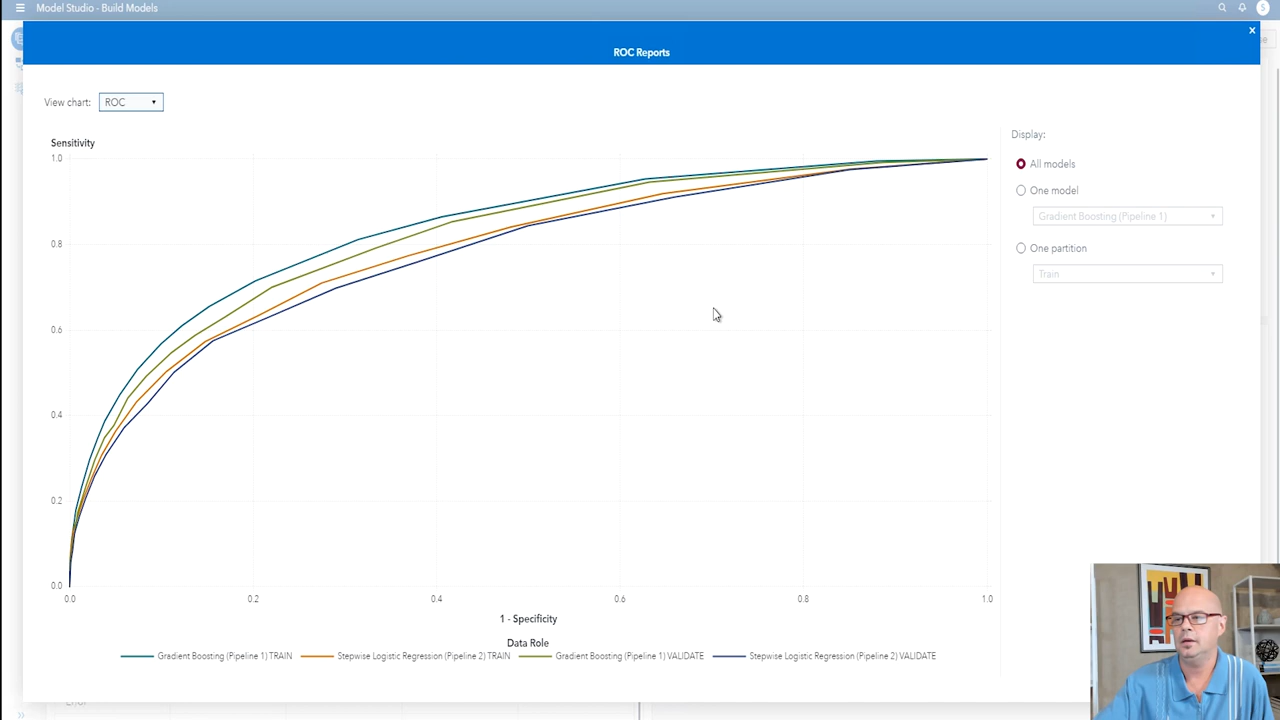 Model Studio - Build Models
S
ROC Reports
x
View chart: ROC
Sensitivity
Display:
1.0
All models
One model
Gradient Boosting (Pipeline 1)
0.8
One partition
Train
0.6
0.4
0.2
0.0
0.0 0.2 0.4 0.6 0.8 1.0
1 - Specificity
Data Role
Gradient Boosting (Pipeline 1) TRAIN Stepwise Logistic Regression (Pipeline 2) TRAIN Gradient Boosting (Pipeline 1) VALIDATE Stepwise Logistic Regression (Pipeline 2) VALIDATE